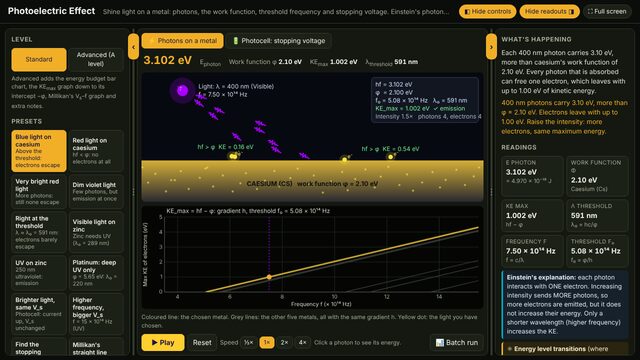 Photoelectric Effect
Shine light on a metal: photons, the work function, threshold frequency and stopping voltage. Einstein's photon...
Hide controls
Hide readouts
Full screen
LEVEL
Standard
Advanced (A level)
Advanced adds the energy budget bar chart, the KEmax graph down to its intercept −φ, Millikan's Vs–f graph and extra notes.
PRESETS
Blue light on caesium
Above the threshold: electrons escape
Red light on caesium
hf < φ: no electrons at all
Very bright red light
More photons: still none escape
Dim violet light
Few photons, but emission at once
Right at the threshold
λ ≈ λ₀ = 591 nm: electrons barely escape
Visible light on zinc
Zinc needs UV (λ₀ = 289 nm)
UV on zinc
250 nm ultraviolet: emission
Platinum: deep UV only
φ = 5.65 eV: λ₀ = 220 nm
Brighter light, same V_s
Photocell: current up, V_s unchanged
Higher frequency, bigger V_s
f = 15 × 10¹⁴ Hz (UV)
Find the stopping
Millikan's straight line
Photons on a metal
Photocell: stopping voltage
3.102 eV Ephoton
Work function φ 2.10 eV
KEmax 1.002 eV
λthreshold 591 nm
Light: λ = 400 nm (Visible)
f = 7.50 × 10¹⁴ Hz
hf = 3.102 eV
φ = 2.100 eV
f₀ = 5.08 × 10¹⁴ Hz λ₀ = 591 nm
KE_max = 1.002 eV ✓ emission
Intensity 1.5× photons 4, electrons 4
hf > φ KE = 0.16 eV
hf > φ KE = 0.54 eV
CAESIUM (CS) work function φ = 2.10 eV
KE_max = hf − φ: gradient h, threshold f₀ = 5.08 × 10¹⁴ Hz
Max KE of electrons (eV)
5
4
3
2
1
0
4
6
8
10
12
14
Frequency f (× 10¹⁴ Hz)
Coloured line: the chosen metal. Grey lines: the other five metals, all with the same gradient h. Yellow dot: the light you have chosen.
Play
Reset
Speed
½×
1×
2×
4×
Click a photon to see its energy.
Batch run
WHAT'S HAPPENING
Each 400 nm photon carries 3.10 eV, more than caesium's work function of 2.10 eV. Every photon that is absorbed can free one electron, which leaves with up to 1.00 eV of kinetic energy.
400 nm photons carry 3.10 eV, more than φ = 2.10 eV. Electrons leave with up to 1.00 eV. Raise the intensity: more electrons, same maximum energy.
READINGS
E PHOTON
3.102 eV
= 4.970 × 10⁻¹⁹ J
WORK FUNCTION Φ
2.10 eV
Caesium (Cs)
KE MAX
1.002 eV
hf − φ
Λ THRESHOLD
591 nm
λ₀ = hc/φ
FREQUENCY F
7.50 × 10¹⁴ Hz
f = c/λ
THRESHOLD F₀
5.08 × 10¹⁴ Hz
f₀ = φ/h
Einstein's explanation: each photon interacts with ONE electron. Increasing intensity sends MORE photons, so more electrons are emitted, but it does not increase their energy. Only a shorter wavelength (higher frequency) increases the KE.
Energy level transitions (where